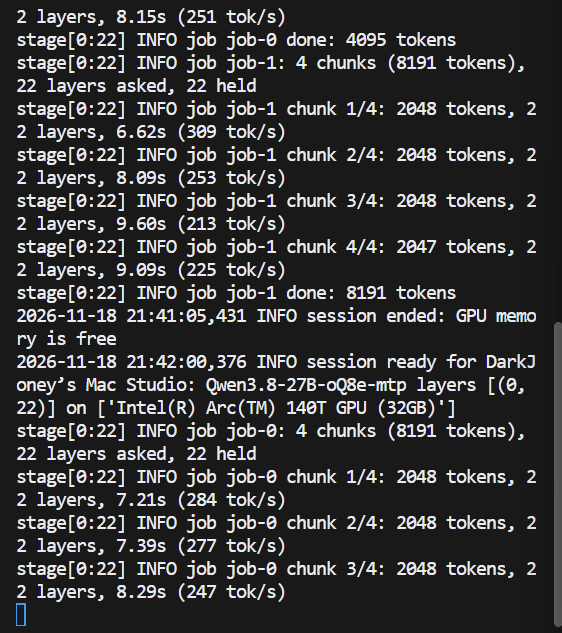 2 layers, 8.15s (251 tok/s)
stage[0:22] INFO job job-0 done: 4095 tokens
stage[0:22] INFO job job-1: 4 chunks (8191 tokens),
22 layers asked, 22 held
stage[0:22] INFO job job-1 chunk 1/4: 2048 tokens, 2
2 layers, 6.62s (309 tok/s)
stage[0:22] INFO job job-1 chunk 2/4: 2048 tokens, 2
2 layers, 8.09s (253 tok/s)
stage[0:22] INFO job job-1 chunk 3/4: 2048 tokens, 2
2 layers, 9.60s (213 tok/s)
stage[0:22] INFO job job-1 chunk 4/4: 2047 tokens, 2
2 layers, 9.09s (225 tok/s)
stage[0:22] INFO job job-1 done: 8191 tokens
2026-11-18 21:41:05,431 INFO session ended: GPU memo
ry is free
2026-11-18 21:42:00,376 INFO session ready for DarkJ
oney’s Mac Studio: Qwen3.8-27B-oQ8e-mtp layers [(0,
22)] on ['Intel(R) Arc(TM) 140T GPU (32GB)']
stage[0:22] INFO job job-0: 4 chunks (8191 tokens),
22 layers asked, 22 held
stage[0:22] INFO job job-0 chunk 1/4: 2048 tokens, 2
2 layers, 7.21s (284 tok/s)
stage[0:22] INFO job job-0 chunk 2/4: 2048 tokens, 2
2 layers, 7.39s (277 tok/s)
stage[0:22] INFO job job-0 chunk 3/4: 2048 tokens, 2
2 layers, 8.29s (247 tok/s)